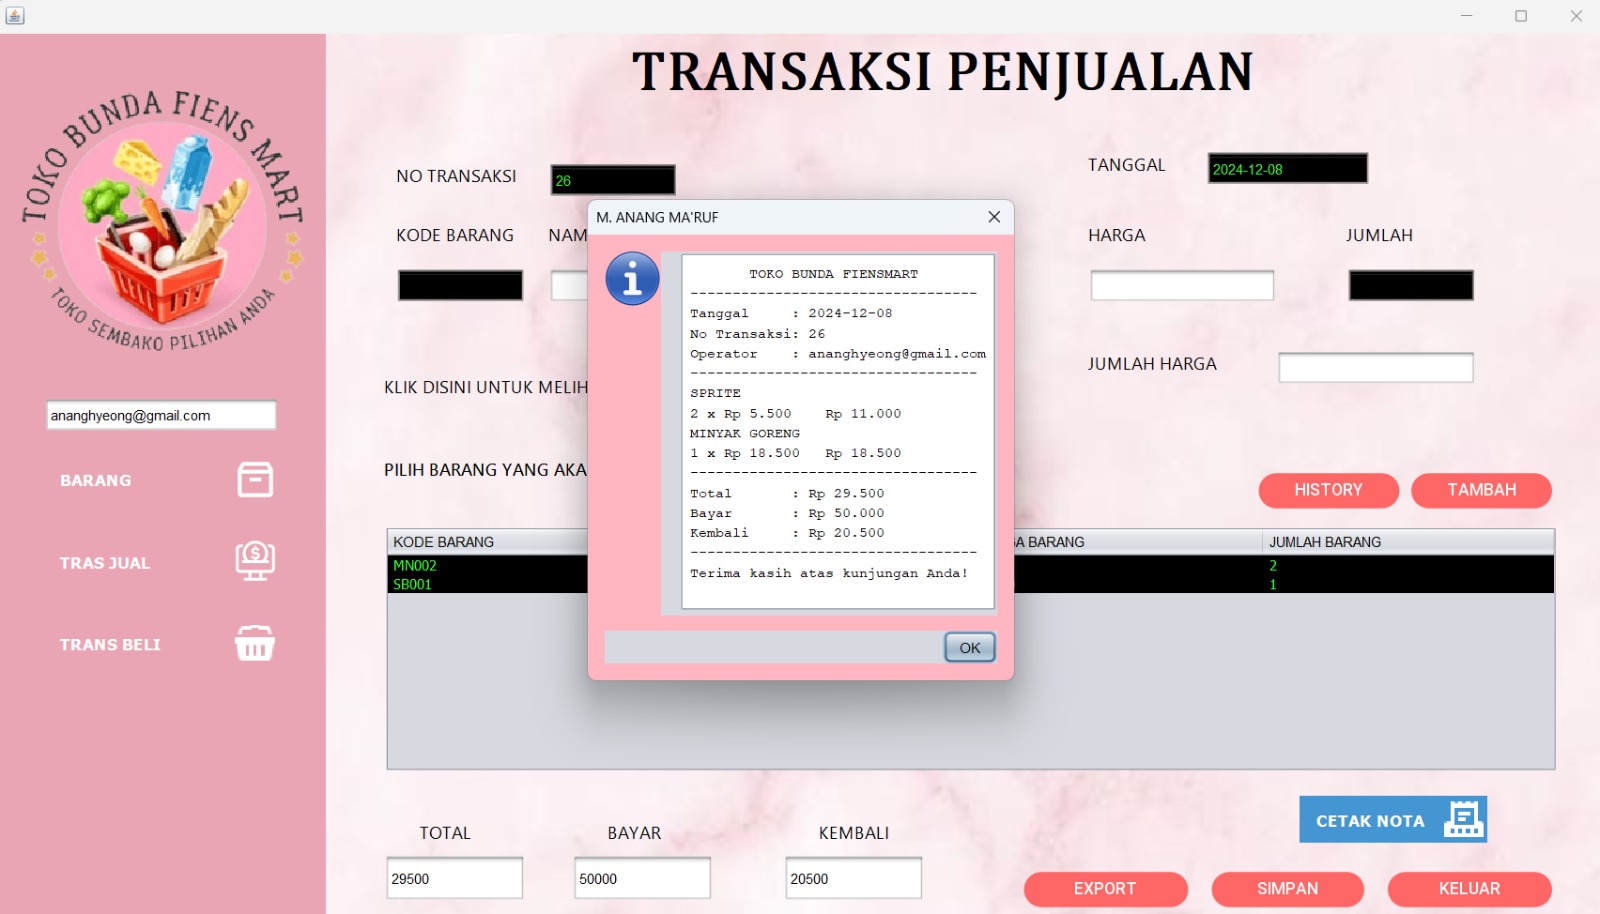 TRANSAKSI PENJUALAN
TOKO BUNDA FIENS MART
TOKO SEMBAKO PILIHAN ANDA
ananghyeong@gmail.com
BARANG
TRAS JUAL
TRANS BELI
NO TRANSAKSI 26
TANGGAL 2024-12-08
KODE BARANG NAM
HARGA JUMLAH
JUMLAH HARGA
KLIK DISINI UNTUK MELIH
PILIH BARANG YANG AKA
HISTORY TAMBAH
M. ANANG MA'RUF
TOKO BUNDA FIENSMART
----------------------------------
Tanggal : 2024-12-08
No Transaksi: 26
Operator : ananghyeong@gmail.com
----------------------------------
SPRITE
2 x Rp 5.500 Rp 11.000
MINYAK GORENG
1 x Rp 18.500 Rp 18.500
----------------------------------
Total : Rp 29.500
Bayar : Rp 50.000
Kembali : Rp 20.500
----------------------------------
Terima kasih atas kunjungan Anda!
OK
KODE BARANG A BARANG JUMLAH BARANG
MN002 2
SB001 1
CETAK NOTA
TOTAL BAYAR KEMBALI
29500 50000 20500
EXPORT SIMPAN KELUAR